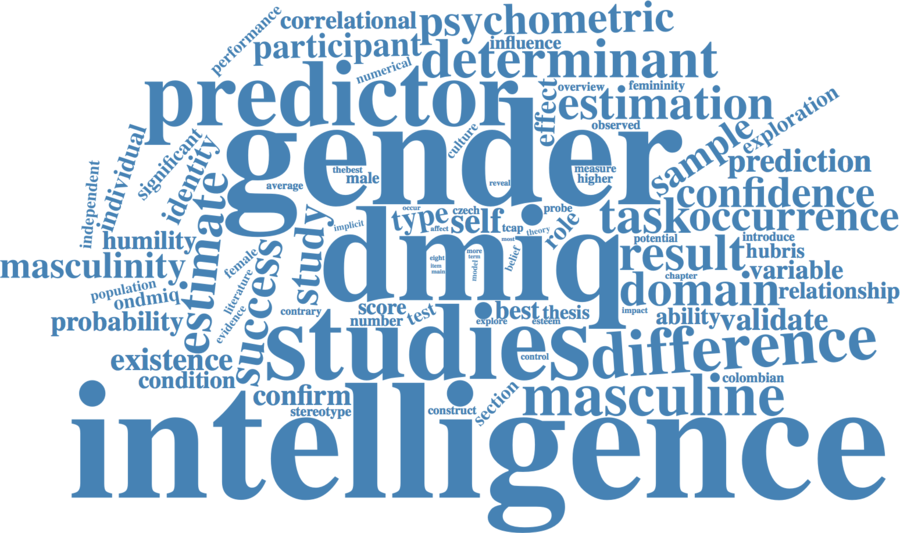 performance
correlational
psychometric
participant
influence
numerical
determinant
predictor
effect
overview
femininity
estimation
observed
exploration
culture
gender
sample
independent
individual
significant
identity
thebest
male
average
reveal
measure
higher
prediction
confidence
estimate
humility
masculinity
population
ondmiq
probability
female
literature
evidence
success
study
implicit
contrary
occur
type
affect
czech
self
tcap
must
theory
probe
role
belief
task
occurrence
dmiq
eight
item
main
more
term
model
result
potential
introduce
hubris
chapter
variable
domain
relationship
score
number
test
explore
best
esteem
thesis
impact
ability
validate
studies
control
difference
existence
condition
confirm
stereotype
construct
section
masculine
colombian
intelligence